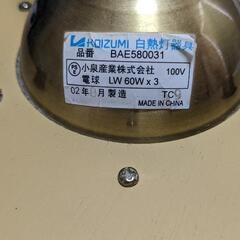 KOIZUMI 白熱灯器具
品番 BAE580031
小泉産業株式会社 100V
電球 LW 60W x 3
02年 月製造 TC9
MADE IN CHINA